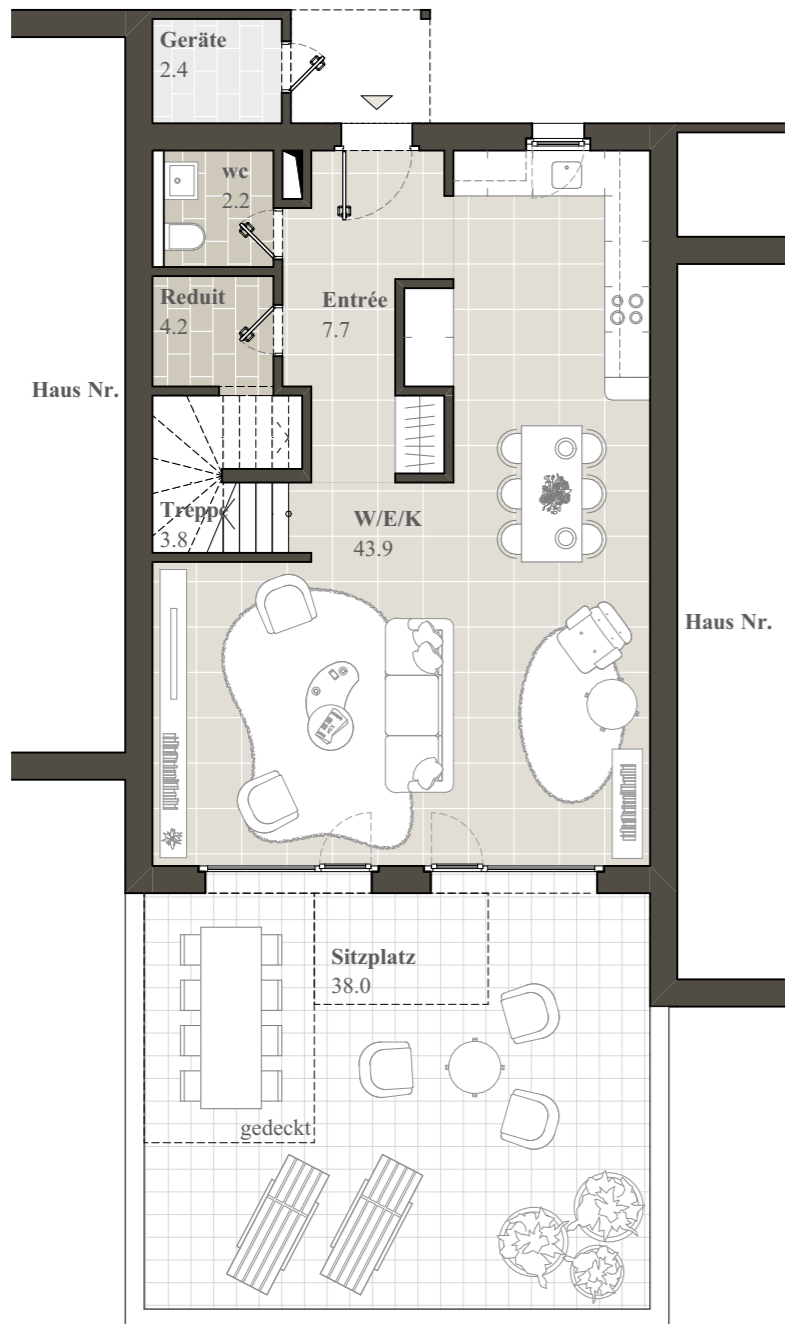 Geräte
2.4
wc
2.2
Reduit
4.2
Entrée
7.7
Haus Nr.
Treppe
3.8
W/E/K
43.9
Haus Nr.
Sitzplatz
38.0
gedeckt